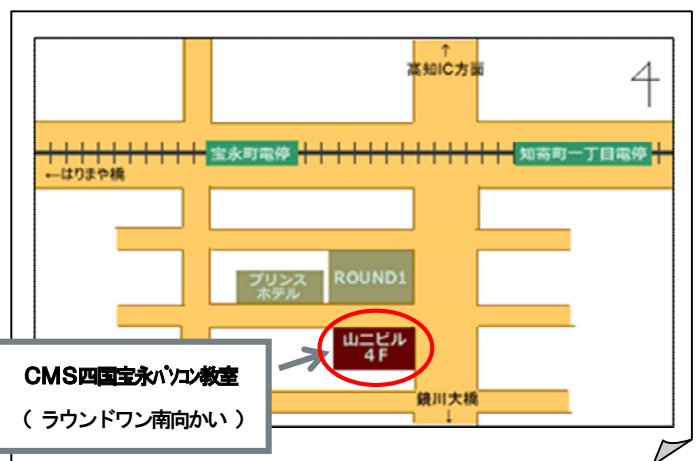 ↑
高知IC方面
宝永町電停
知寄町一丁目電停
←はりまや橋
プリンス
ホテル
ROUND1
山二ビル
4F
CMS四国宝永パソコン教室
( ラウンドワン南向かい )
鏡川大橋
↓